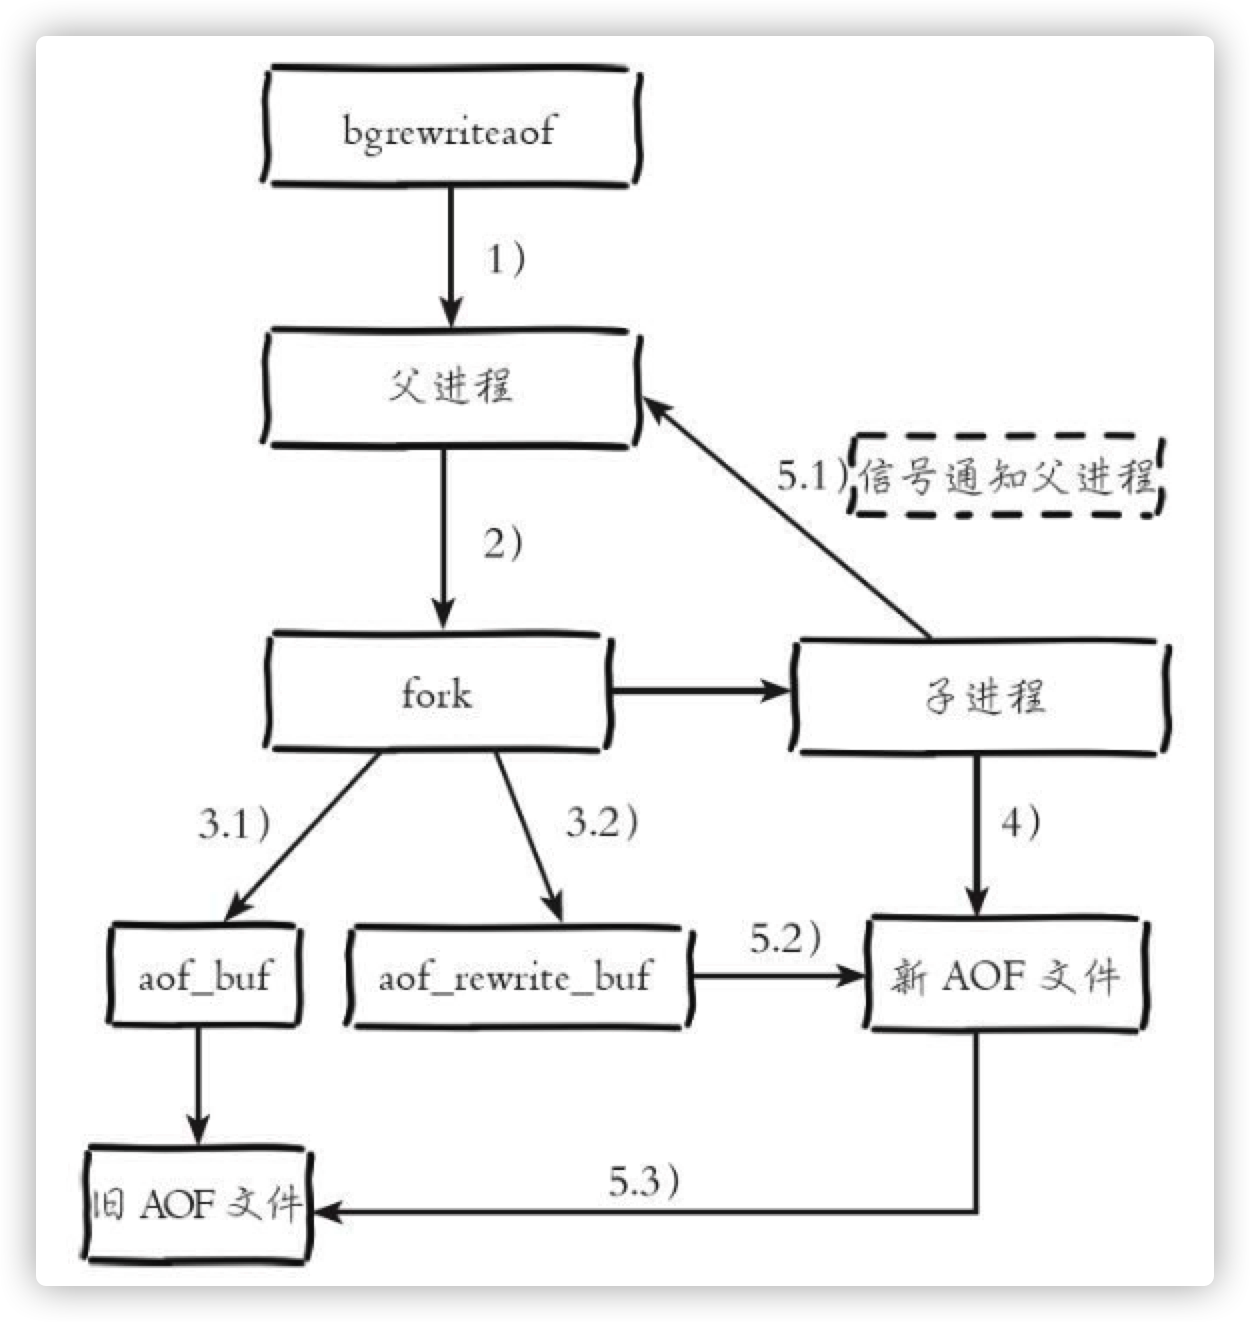 bgrewriteaof
1)
父进程
5.1) 信号通知父进程
2)
fork
子进程
3.1)
3.2)
4)
aof_buf
aof_rewrite_buf
5.2)
新 AOF 文件
5.3)
旧 AOF 文件